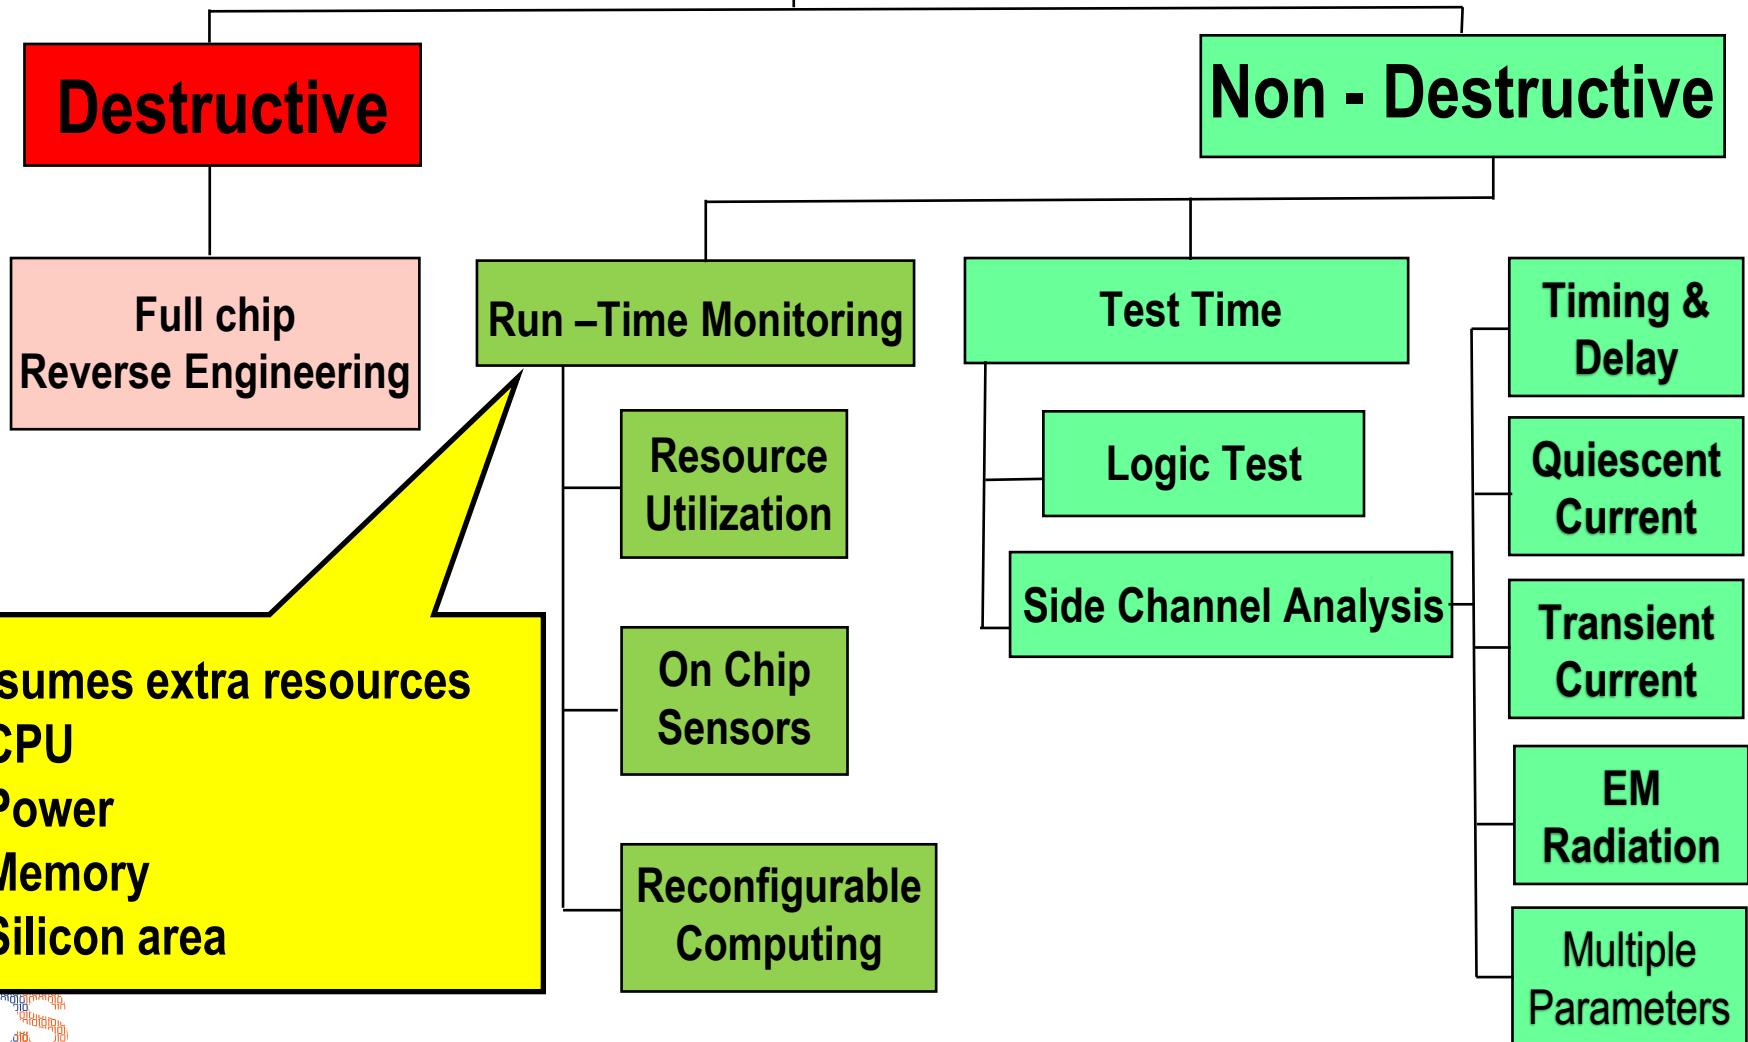 Destructive
Non - Destructive
Full chip
Reverse Engineering
Run –Time Monitoring
Test Time
Timing &
Delay
Resource
Utilization
Logic Test
Quiescent
Current
Side Channel Analysis
Transient
Current
On Chip
Sensors
EM
Radiation
Reconfigurable
Computing
Multiple
Parameters
sumes extra resources
CPU
Power
Memory
Silicon area